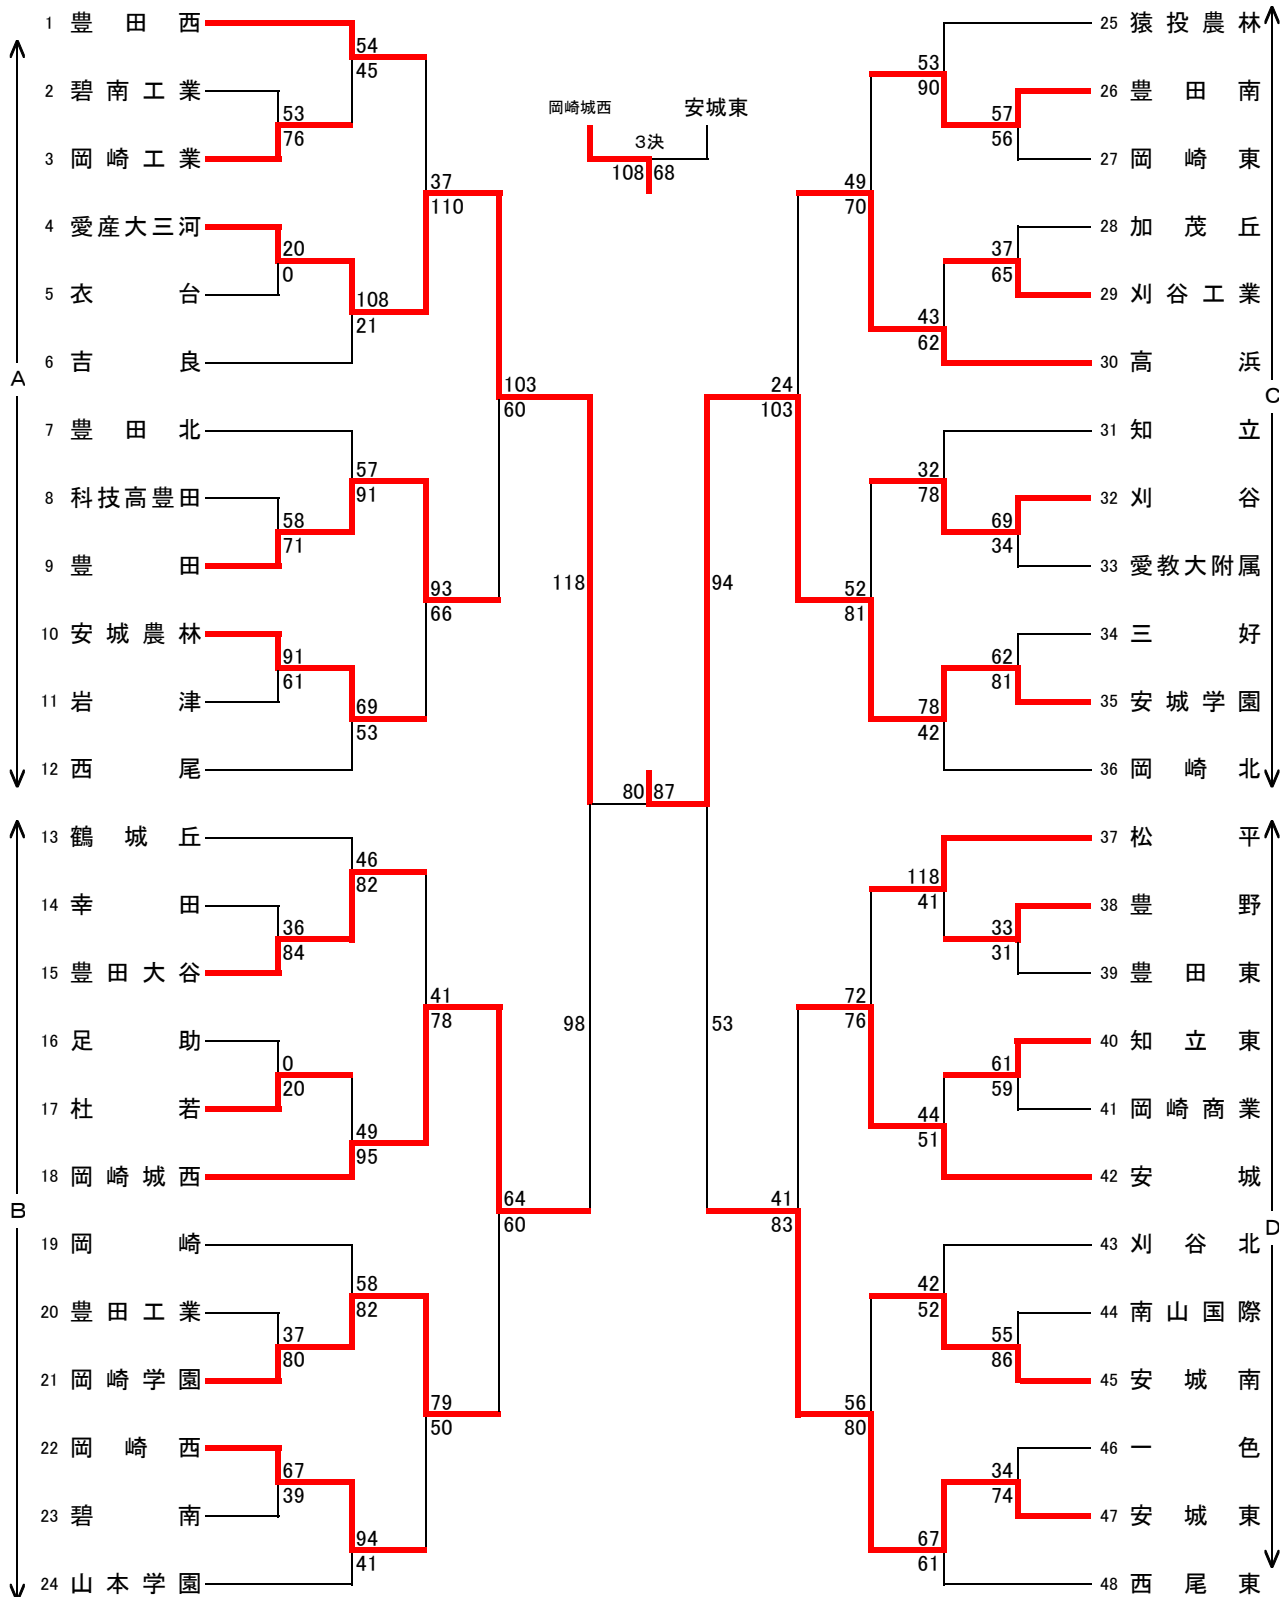 1 豊田西
2 碧南工業
3 岡崎工業
4 愛産大三河
5 衣台
6 吉良
7 豊田北
8 科技高豊田
9 豊田
10 安城農林
11 岩津
12 西尾
A
54
45
53
76
20
0
108
21
37
110
57
91
58
71
91
61
69
53
93
66
103
60
13 鶴城丘
14 幸田
15 豊田大谷
16 足助
17 杜若
18 岡崎城西
19 岡崎
20 豊田工業
21 岡崎学園
22 岡崎西
23 碧南
24 山本学園
B
46
82
36
84
0
20
49
95
41
78
58
82
37
80
67
39
94
41
79
50
64
60
118
98
岡崎城西
安城東
3決
108
68
80
87
94
53
25 猿投農林
26 豊田南
27 岡崎東
28 加茂丘
29 刈谷工業
30 高浜
31 知立
32 刈谷
33 愛教大附属
34 三好
35 安城学園
36 岡崎北
C
53
90
57
56
37
65
43
62
49
70
32
78
69
34
62
81
78
42
52
81
24
103
37 松平
38 豊野
39 豊田東
40 知立東
41 岡崎商業
42 安城
43 刈谷北
44 南山国際
45 安城南
46 一色
47 安城東
48 西尾東
D
118
41
33
31
61
59
44
51
72
76
42
52
55
86
34
74
67
61
56
80
41
83